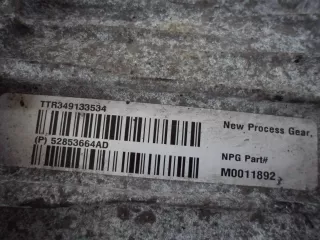 TTR349133534
New Process Gear,
(P) 52853664AD
NPG Part#
M0011892